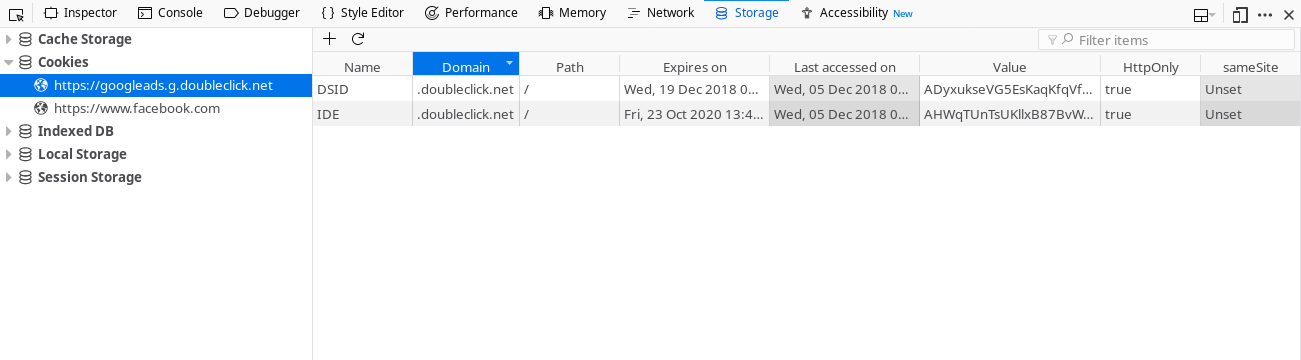 Inspector Console Debugger Style Editor Performance Memory Network Storage Accessibility New
Cache Storage
Filter items
Cookies
Name Domain Path Expires on Last accessed on Value HttpOnly sameSite
https://googleads.g.doubleclick.net
DSID .doubleclick.net / Wed, 19 Dec 2018 0... Wed, 05 Dec 2018 0... ADyxukseVG5EsKaqKfqVf... true Unset
https://www.facebook.com
IDE .doubleclick.net / Fri, 23 Oct 2020 13:4... Wed, 05 Dec 2018 0... AHWqTUnTsUKllxB87BvW... true Unset
Indexed DB
Local Storage
Session Storage